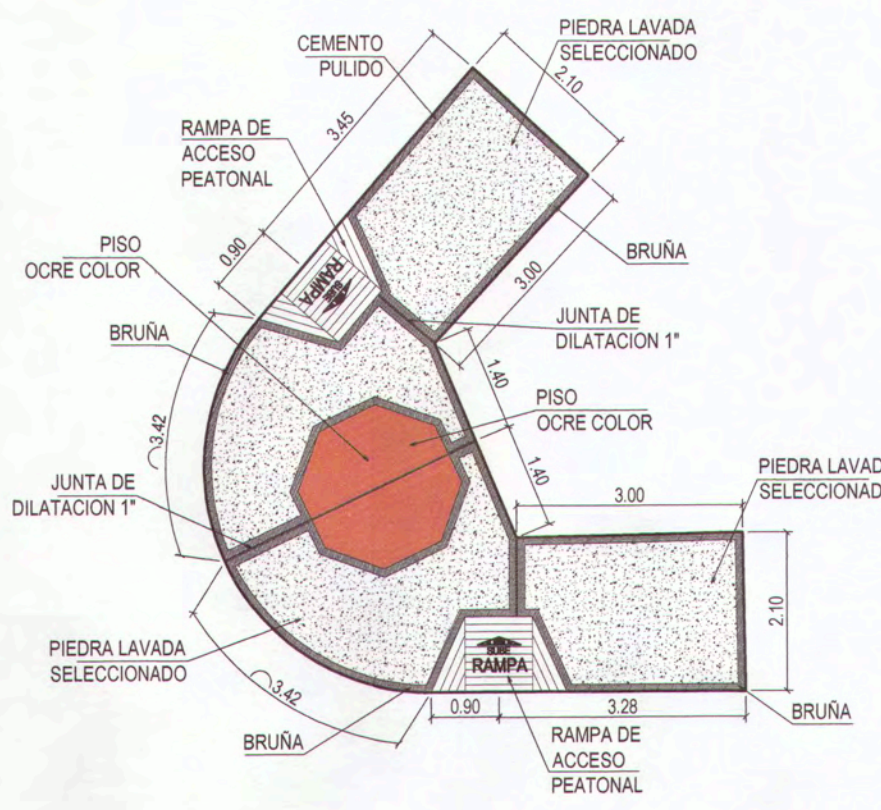 PIEDRA LAVADA
SELECCIONADO
CEMENTO
PULIDO
2.10
3.45
RAMPA DE
ACCESO
PEATONAL
PISO
OCRE COLOR
0.90
RAMPA
SUBE
BRUÑA
3.00
JUNTA DE
DILATACION 1"
BRUÑA
1.40
PISO
OCRE COLOR
3.42
1.40
PIEDRA LAVAD
SELECCIONAD
3.00
JUNTA DE
DILATACION 1"
2.10
PIEDRA LAVADA
SELECCIONADO
SUBE
RAMPA
3.42
0.90
3.28
BRUÑA
BRUÑA
RAMPA DE
ACCESO
PEATONAL